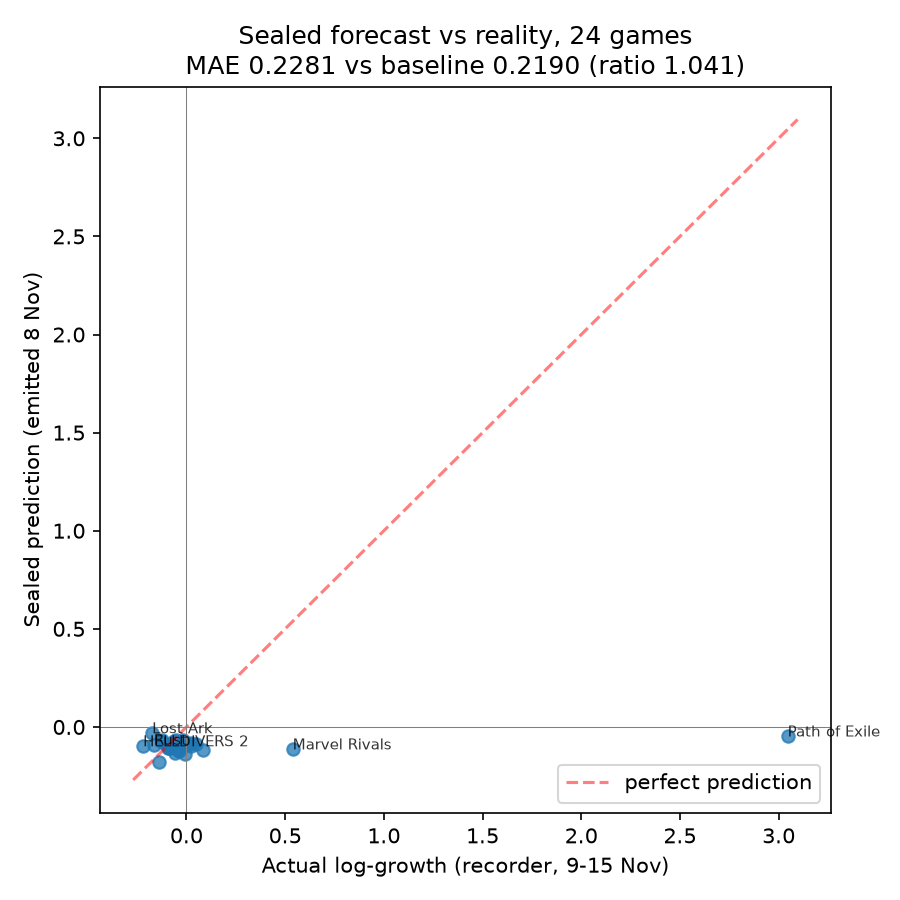 Sealed forecast vs reality, 24 games
MAE 0.2281 vs baseline 0.2190 (ratio 1.041)
3.0
2.5
2.0
1.5
1.0
0.5
0.0
Sealed prediction (emitted 8 Nov)
Lost Ark
HELLDIVERS 2
Marvel Rivals
Path of Exile
perfect prediction
0.0
0.5
1.0
1.5
2.0
2.5
3.0
Actual log-growth (recorder, 9-15 Nov)